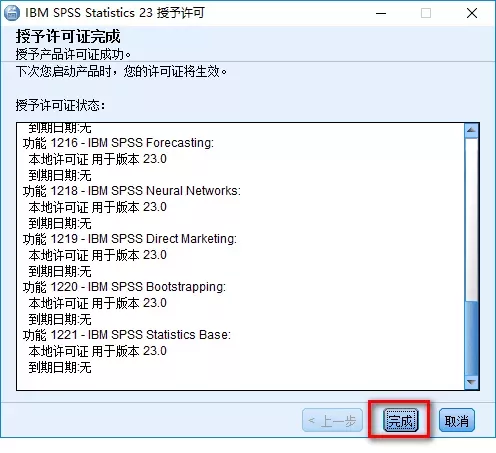 IBM SPSS Statistics 23 授予许可
授予许可证完成
授予产品许可证成功。
下次您启动产品时，您的许可证将生效。
授予许可证状态：
到期日期:无
功能 1216 - IBM SPSS Forecasting:
本地许可证 用于版本 23.0
到期日期:无
功能 1218 - IBM SPSS Neural Networks:
本地许可证 用于版本 23.0
到期日期:无
功能 1219 - IBM SPSS Direct Marketing:
本地许可证 用于版本 23.0
到期日期:无
功能 1220 - IBM SPSS Bootstrapping:
本地许可证 用于版本 23.0
到期日期:无
功能 1221 - IBM SPSS Statistics Base:
本地许可证 用于版本 23.0
到期日期:无
< 上一步 完成 取消